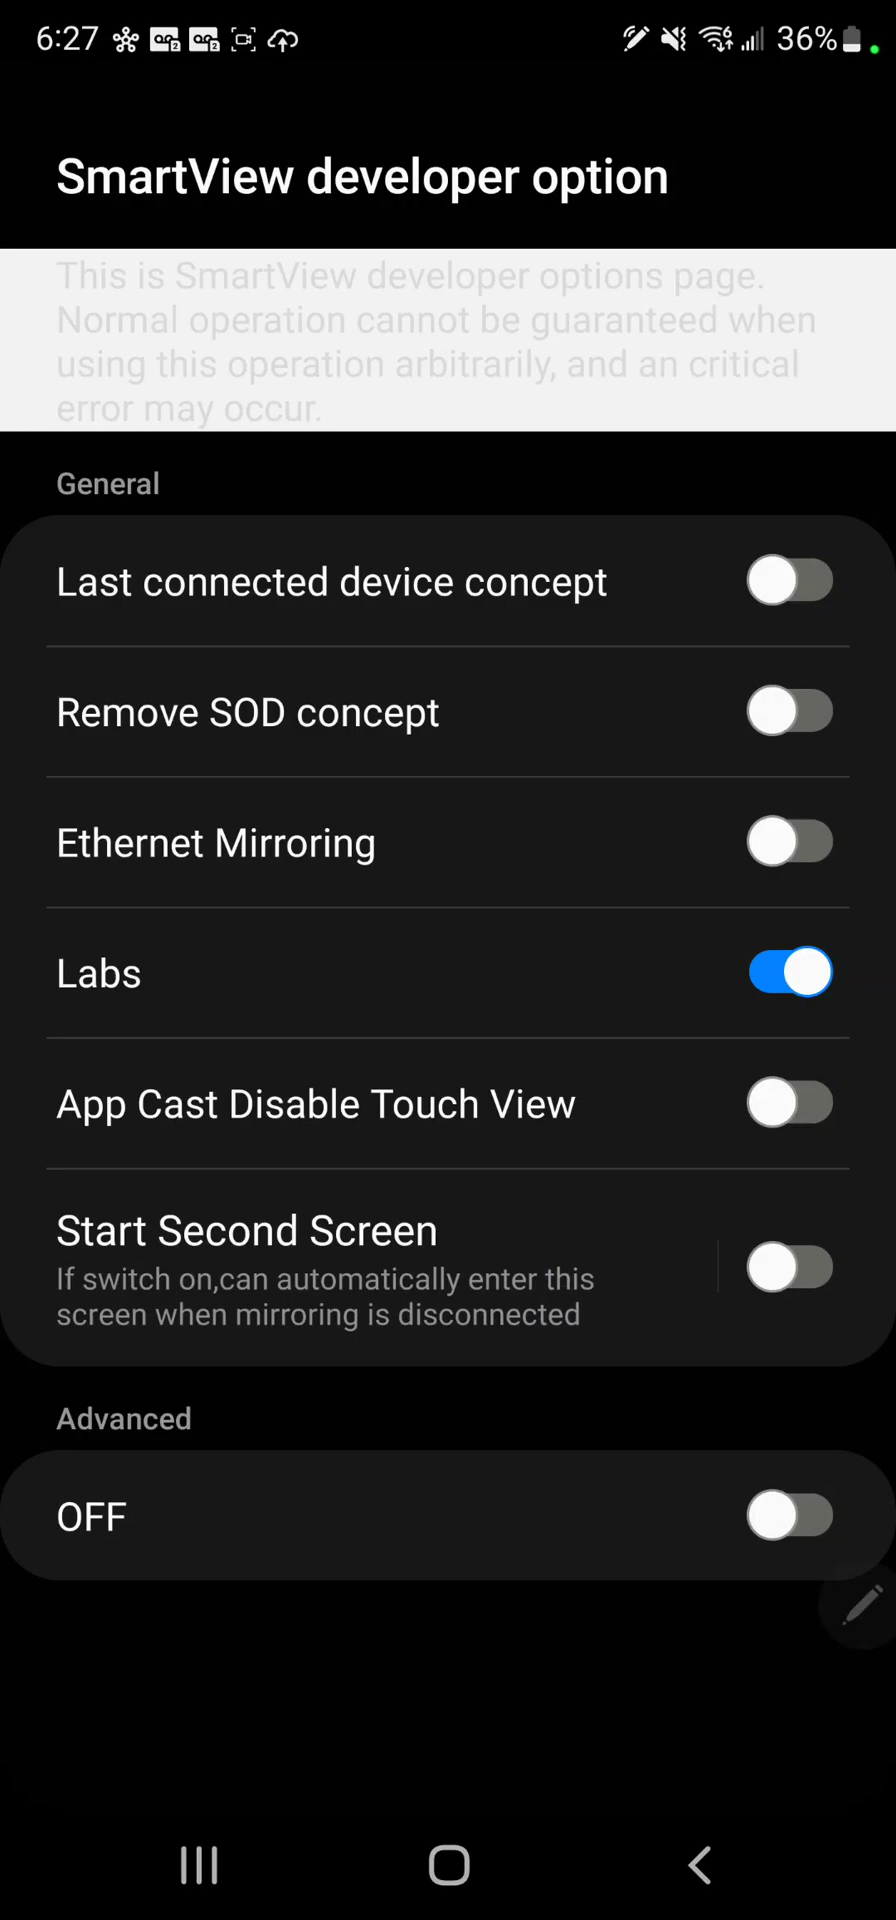 6:27
36%
SmartView developer option
This is SmartView developer options page.
Normal operation cannot be guaranteed when
using this operation arbitrarily, and an critical
error may occur.
General
Last connected device concept
Remove SOD concept
Ethernet Mirroring
Labs
App Cast Disable Touch View
Start Second Screen
If switch on,can automatically enter this
screen when mirroring is disconnected
Advanced
OFF